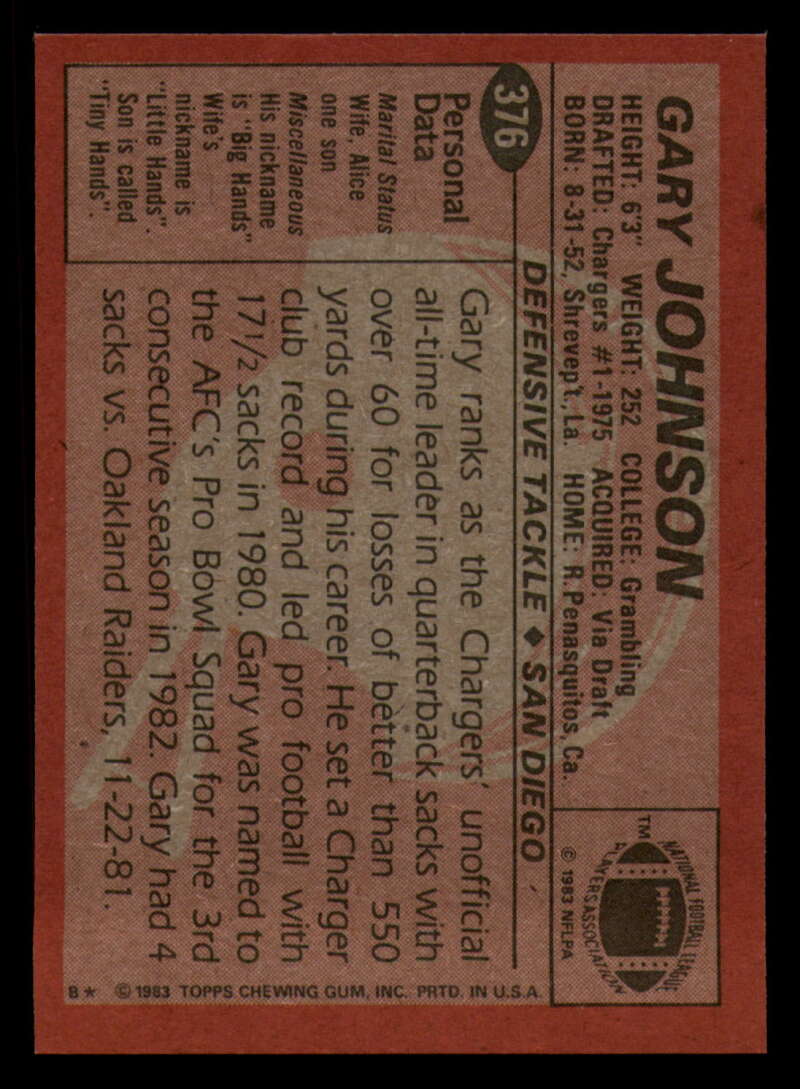 GARY JOHNSON
HEIGHT: 6'3" WEIGHT: 252 COLLEGE: Grambling
DRAFTED: Chargers #1-1975 ACQUIRED: Via Draft
BORN: 8-31-52, Shrevep't., La. HOME: R. Penasquitos, Ca.
TM
NATIONAL FOOTBALL LEAGUE
PLAYERS ASSOCIATION
© 1983 NFLPA
376
DEFENSIVE TACKLE ♦ SAN DIEGO
Personal
Data
Marital Status
Wife, Alice
one son
Miscellaneous
His nickname
is "Big Hands"
Wife's
nickname is
"Little Hands".
Son is called
"Tiny Hands".
Gary ranks as the Chargers' unofficial
all-time leader in quarterback sacks with
over 60 for losses of better than 550
yards during his career. He set a Charger
club record and led pro football with
17½ sacks in 1980. Gary was named to
the AFC's Pro Bowl Squad for the 3rd
consecutive season in 1982. Gary had 4
sacks vs. Oakland Raiders, 11-22-81.
B* © 1983 TOPPS CHEWING GUM, INC. PRTD. IN U.S.A.